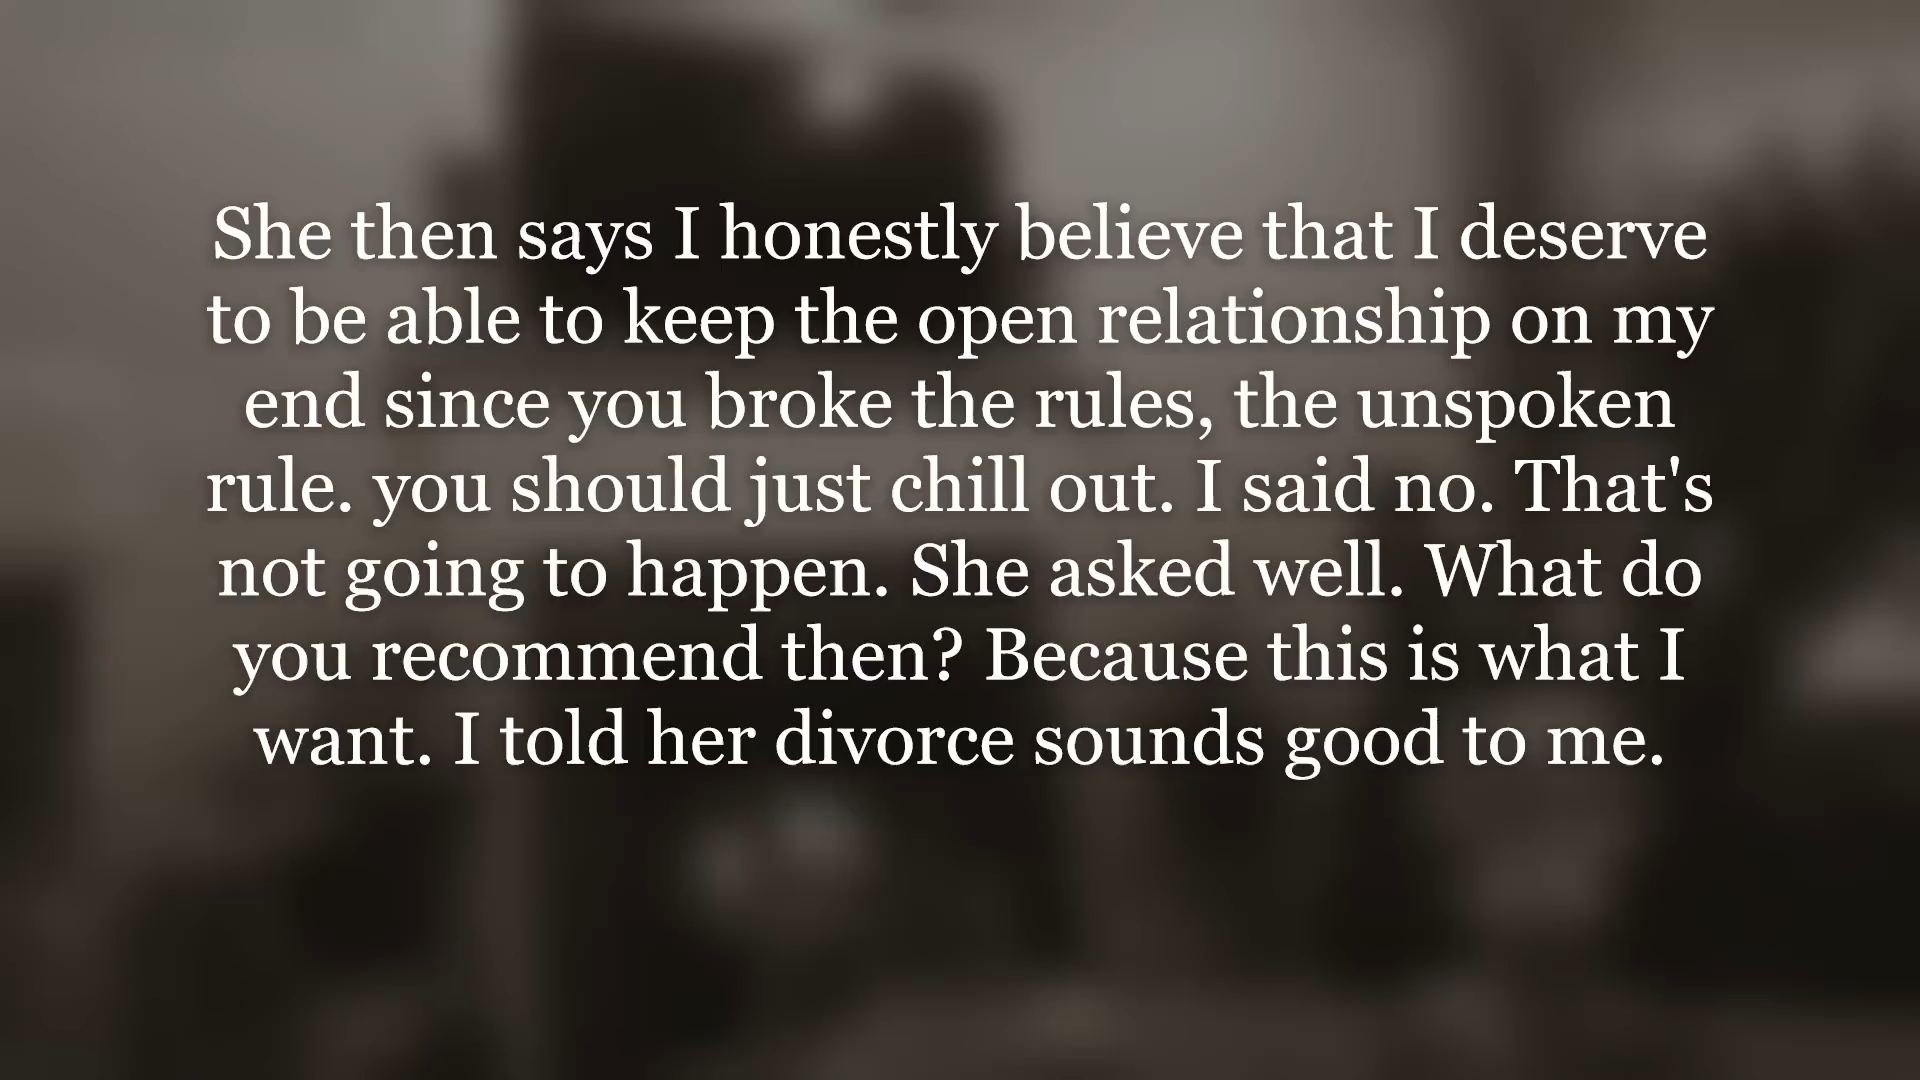 She then says I honestly believe that I deserve
to be able to keep the open relationship on my
end since you broke the rules, the unspoken
rule. you should just chill out. I said no. That's
not going to happen. She asked well. What do
you recommend then? Because this is what I
want. I told her divorce sounds good to me.